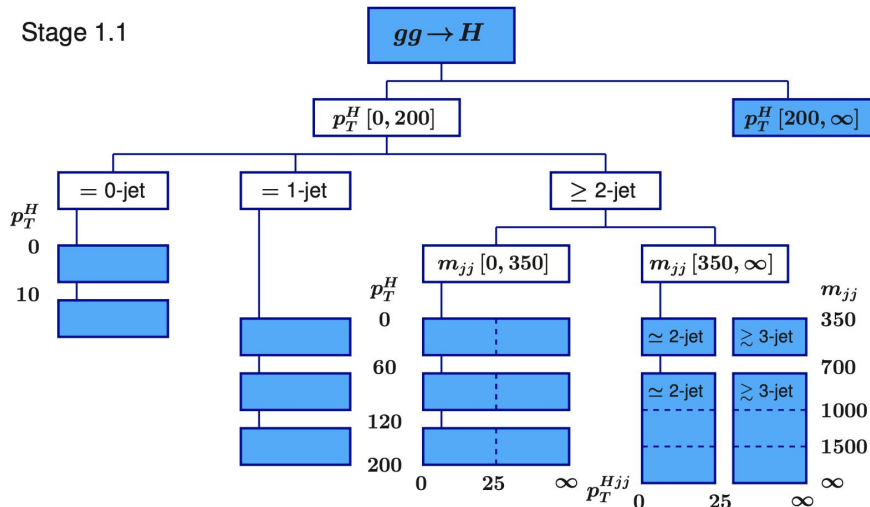 Stage 1.1
gg → H
p_T^H [0, 200]
p_T^H [200, ∞]
= 0-jet
= 1-jet
≥ 2-jet
p_T^H
0
10
m_jj [0, 350]
m_jj [350, ∞]
p_T^H
0
60
120
200
m_jj
350
700
1000
1500
∞
≃ 2-jet
≳ 3-jet
≃ 2-jet
≳ 3-jet
0
25
∞
p_T^Hjj
0
25
∞